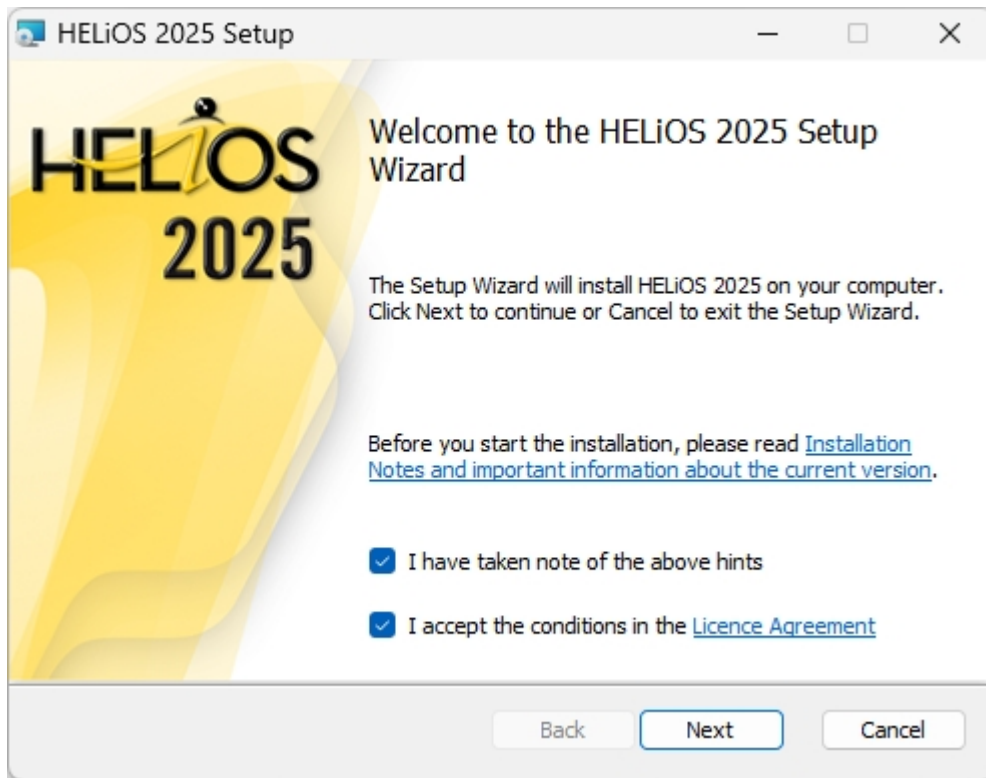 HELiOS 2025 Setup
HELiOS
2025
Welcome to the HELiOS 2025 Setup
Wizard
The Setup Wizard will install HELiOS 2025 on your computer.
Click Next to continue or Cancel to exit the Setup Wizard.
Before you start the installation, please read Installation
Notes and important information about the current version.
I have taken note of the above hints
I accept the conditions in the Licence Agreement
Back Next Cancel